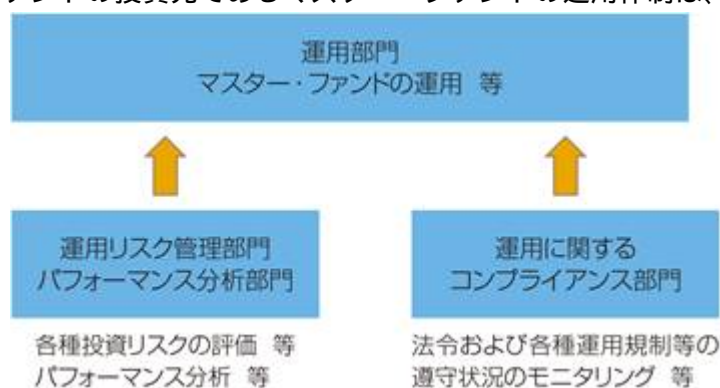 運用部門
マスター・ファンドの運用 等
運用リスク管理部門
パフォーマンス分析部門
運用に関する
コンプライアンス部門
各種投資リスクの評価 等
パフォーマンス分析 等
法令および各種運用規制等の
遵守状況のモニタリング 等